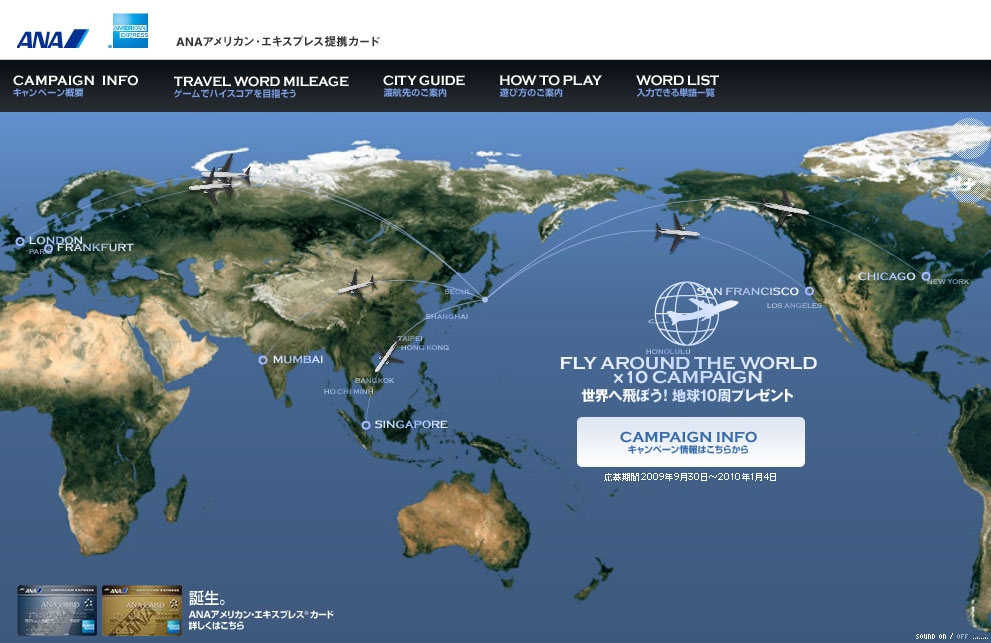 ANA
AMERICAN EXPRESS
ANAアメリカン・エキスプレス提携カード
CAMPAIGN INFO
キャンペーン概要
TRAVEL WORD MILEAGE
ゲームでハイスコアを目指そう
CITY GUIDE
渡航先のご案内
HOW TO PLAY
遊び方のご案内
WORD LIST
入力できる単語一覧
LONDON
PARIS
FRANKFURT
SEOUL
SHANGHAI
TAIPEI
HONG KONG
MUMBAI
BANGKOK
HO CHI MINH
SINGAPORE
SAN FRANCISCO
LOS ANGELES
CHICAGO
NEW YORK
HONOLULU
FLY AROUND THE WORLD
×10 CAMPAIGN
世界へ飛ぼう! 地球10周プレゼント
CAMPAIGN INFO
キャンペーン情報はこちらから
応募期間2009年9月30日〜2010年1月4日
ANA AMERICAN EXPRESS
ANA CARD
ANA AMERICAN EXPRESS
ANA CARD
誕生。
ANAアメリカン・エキスプレス®カード
詳しくはこちら
SOUND ON / OFF